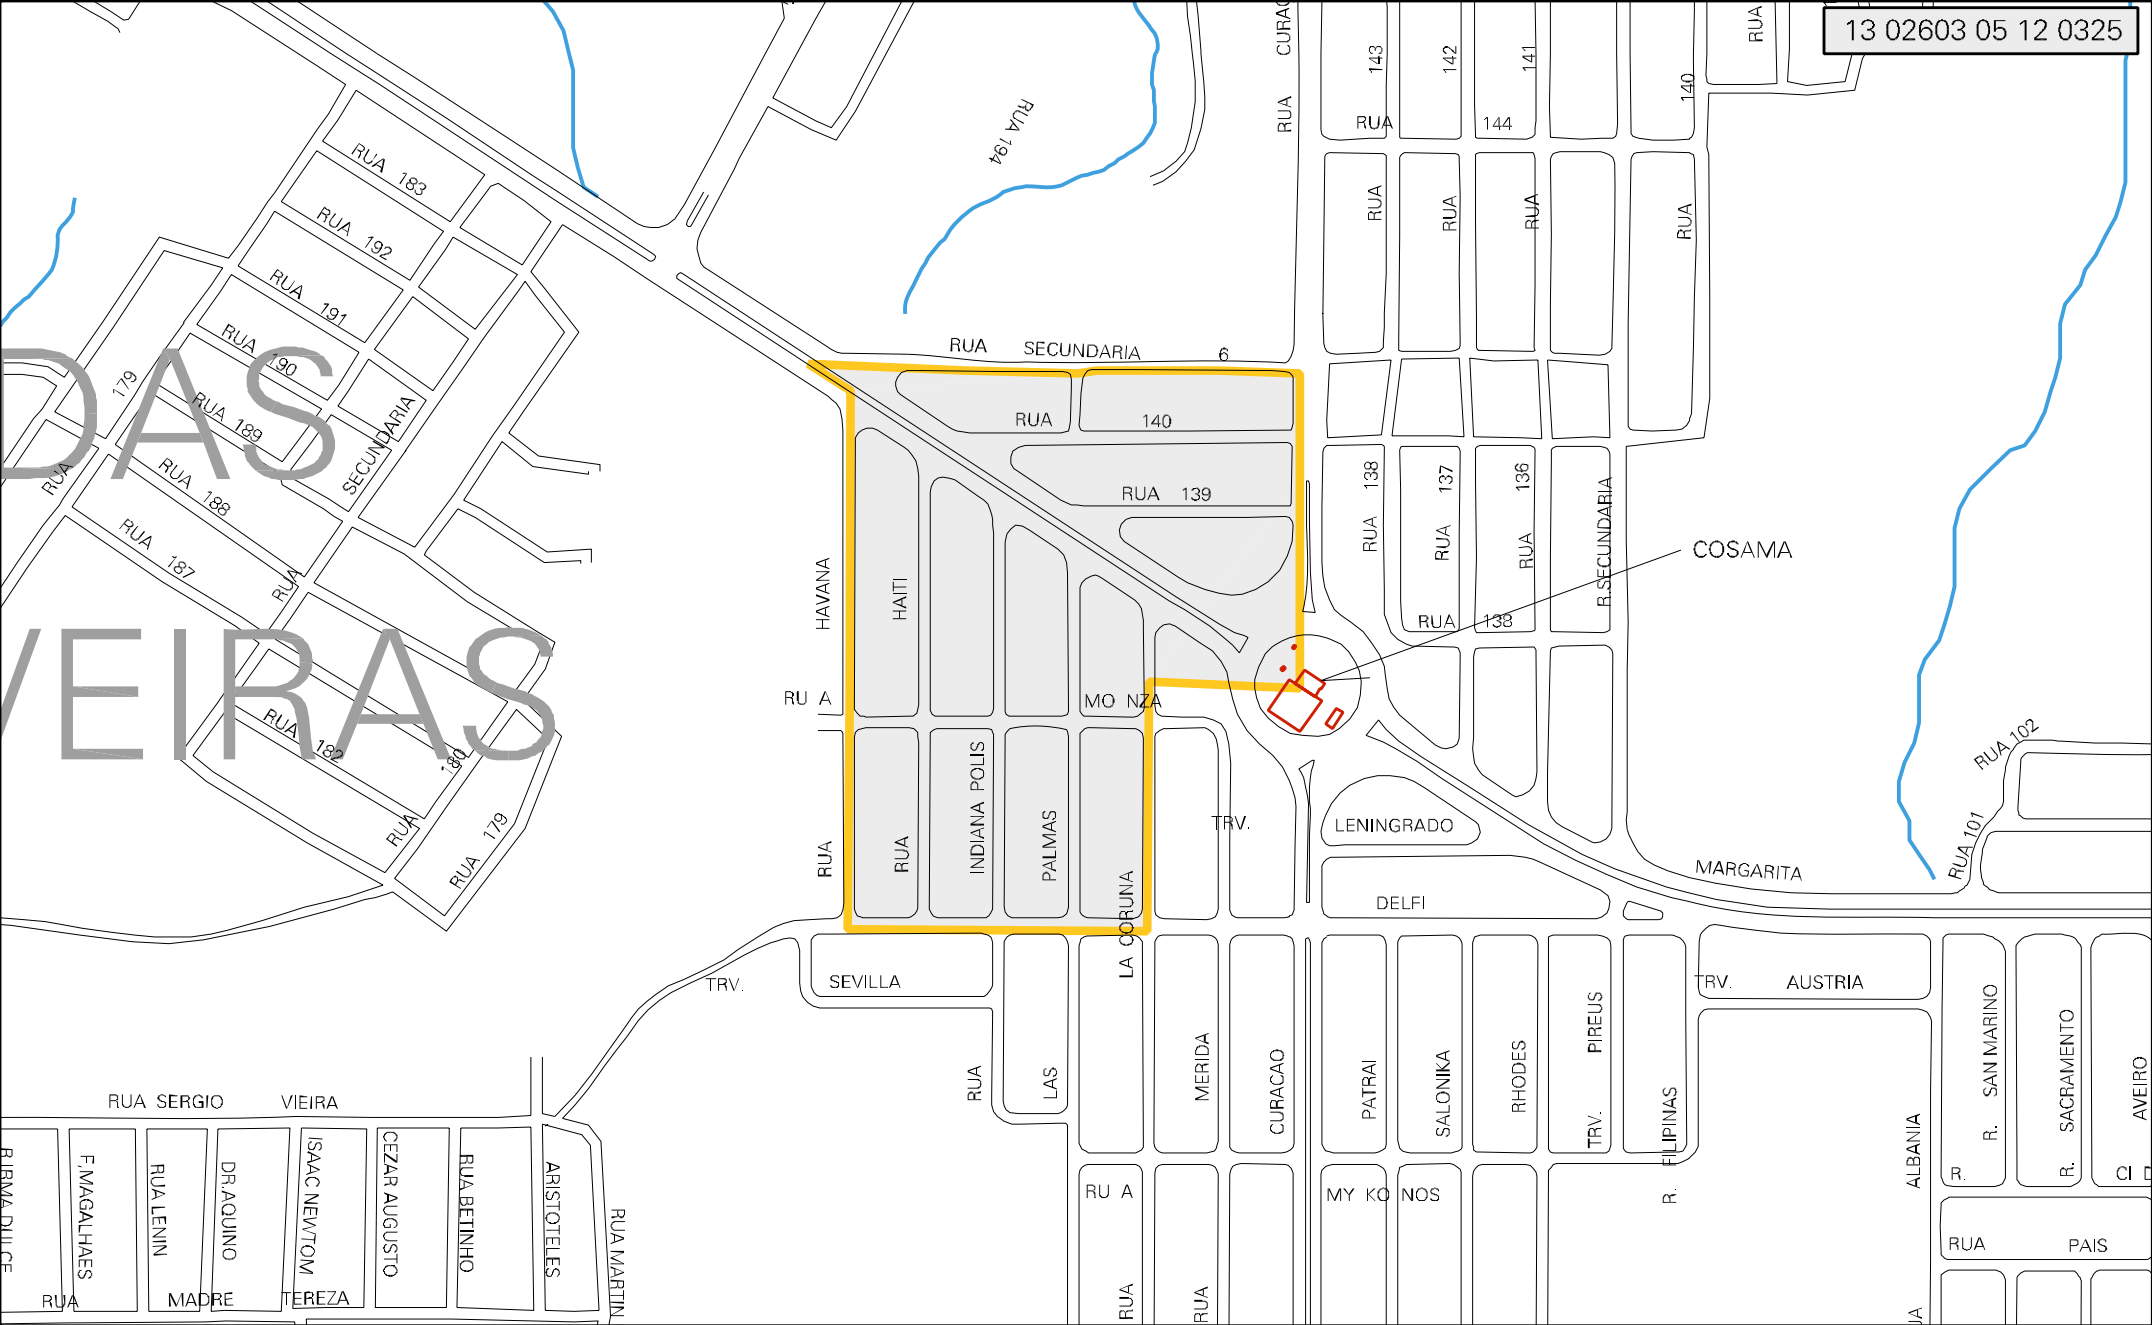 13 02603 05 12 0325
RUA CURAC
143
142
141
140
RUA
RUA 144
RUA 194
RUA 183
RUA 192
RUA 191
RUA 190
RUA 189
RUA 188
RUA 187
RUA 182
180
RUA
RUA 179
RUA 179
RUA SECUNDARIA
DAS
VEIRAS
RUA
RUA
RUA
RUA
RUA SECUNDARIA 6
RUA 140
RUA 139
RUA 138
RUA 137
RUA 136
R.SECUNDARIA
RUA 138
COSAMA
HAVANA
HAITI
RU A
MO NZA
RUA
RUA
INDIANA POLIS
PALMAS
LA CORUNA
TRV.
LENINGRADO
DELFI
MARGARITA
RUA 101
RUA 102
TRV.
SEVILLA
TRV. AUSTRIA
RUA
LAS
MERIDA
CURACAO
PATRAI
SALONIKA
RHODES
TRV. PIREUS
R. FILIPINAS
ALBANIA
R. SAN MARINO
R. SACRAMENTO
AVEIRO
RU A
MY KO NOS
R.
CI D
RUA PAIS
RUA
RUA
RUA SERGIO VIEIRA
F,MAGALHAES
RUA LENIN
DR.AQUINO
ISAAC NEWTOM
CEZAR AUGUSTO
RUA BETINHO
ARISTOTELES
RUA MARTIN
RUA MADRE TEREZA